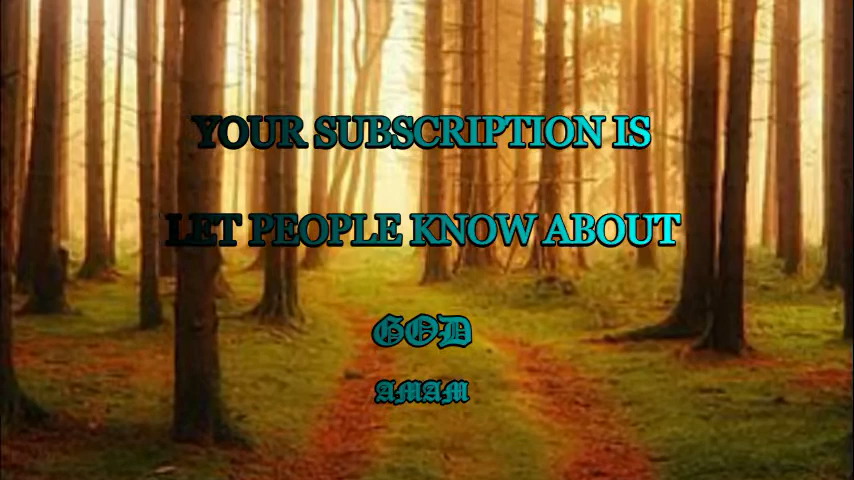 YOUR SUBSCRIPTION IS
LET PEOPLE KNOW ABOUT
GOD
AMAM